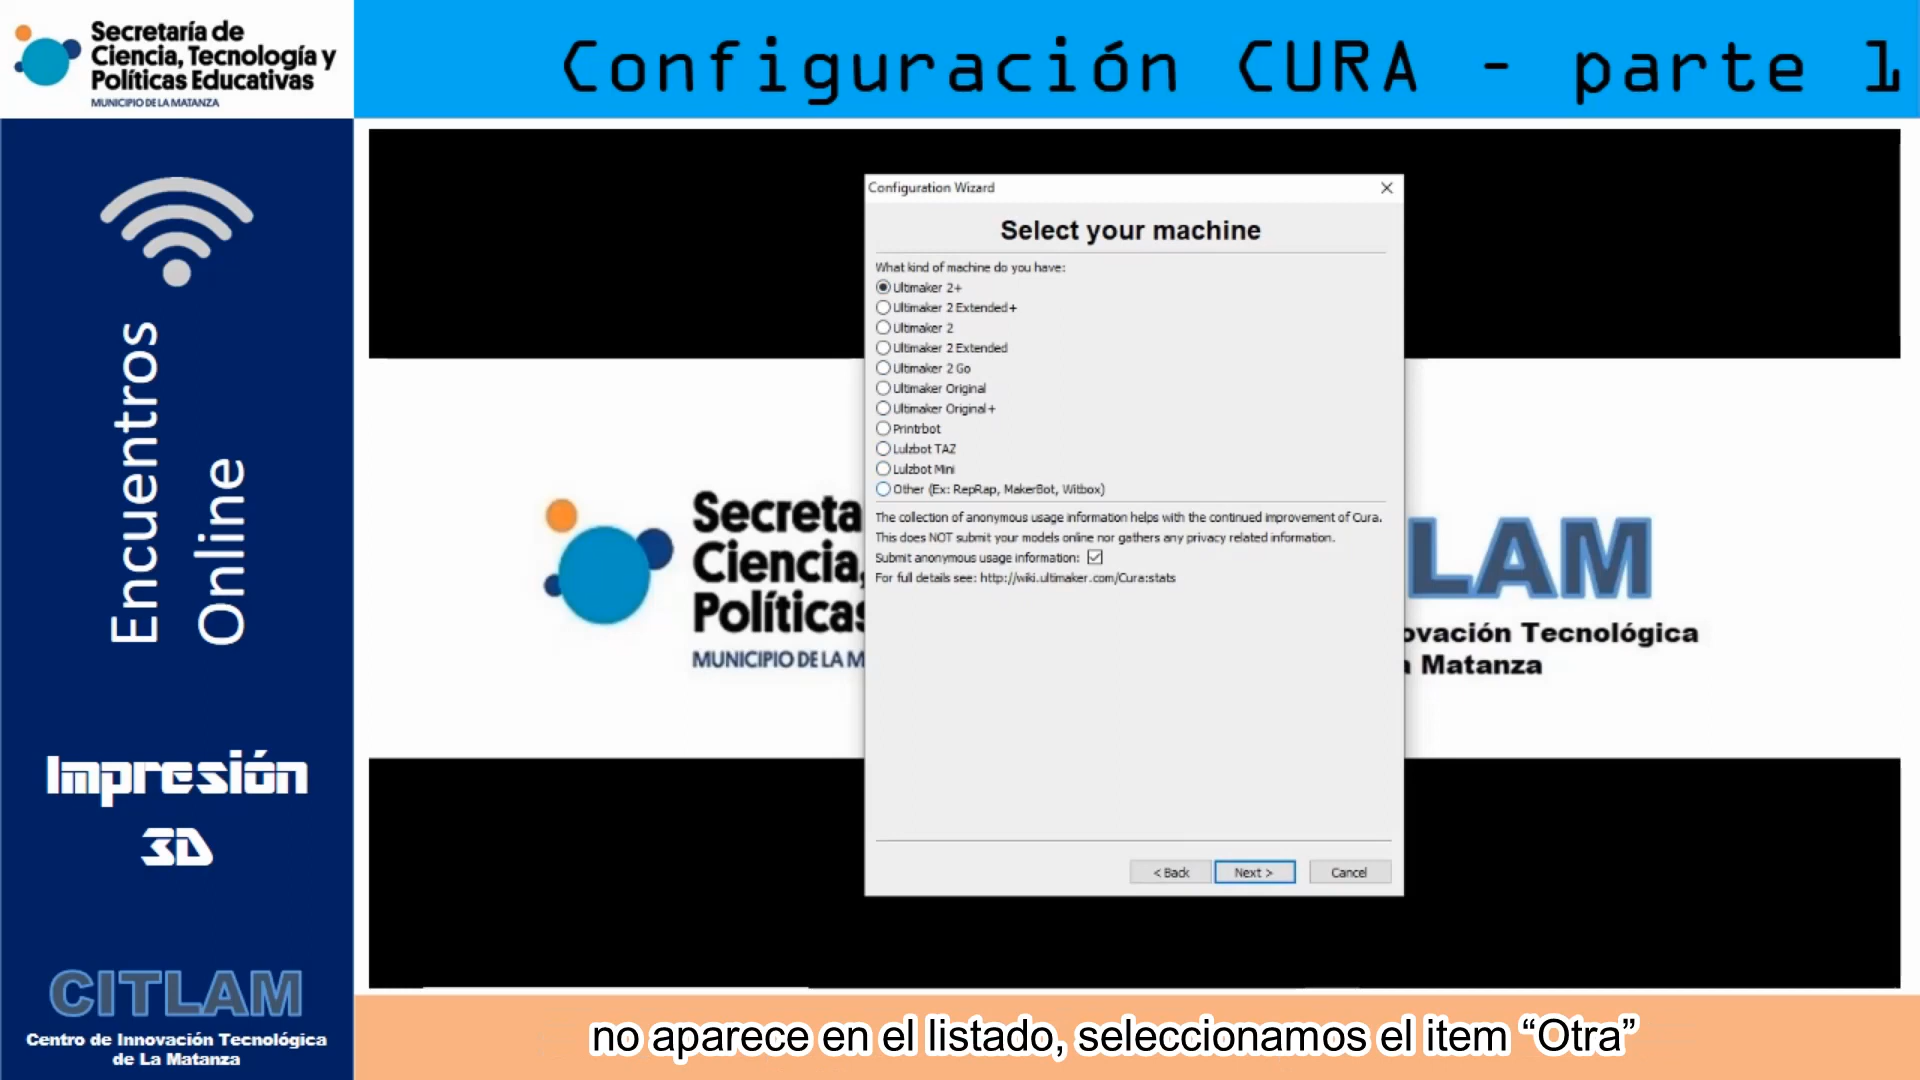 Secretaría de
Ciencia, Tecnología y
Políticas Educativas
MUNICIPIO DE LA MATANZA
Configuración CURA - parte 1
Encuentros
Online
Impresión
3D
CITLAM
Centro de Innovación Tecnológica
de La Matanza
Configuration Wizard
Select your machine
What kind of machine do you have:
Ultimaker 2+
Ultimaker 2 Extended+
Ultimaker 2
Ultimaker 2 Extended
Ultimaker 2 Go
Ultimaker Original
Ultimaker Original+
Printrbot
Lulzbot TAZ
Lulzbot Mini
Other (Ex: RepRap, MakerBot, Witbox)
The collection of anonymous usage information helps with the continued improvement of Cura.
This does NOT submit your models online nor gathers any privacy related information.
Submit anonymous usage information:
For full details see: http://wiki.ultimaker.com/Cura:stats
< Back
Next >
Cancel
Secreta
Ciencia,
Políticas
MUNICIPIO DE LA M
LAM
ovación Tecnológica
a Matanza
no aparece en el listado, seleccionamos el item “Otra”